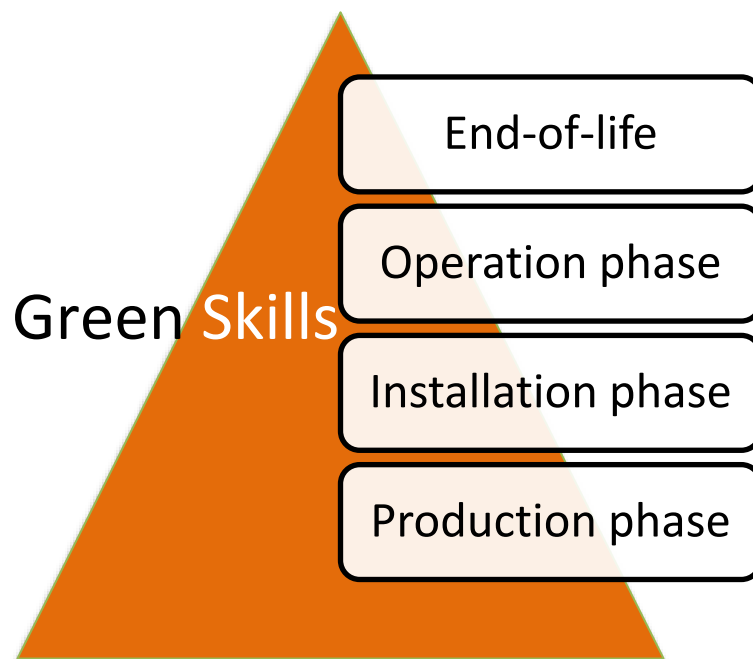 End-of-life
Operation phase
Green Skills
Installation phase
Production phase